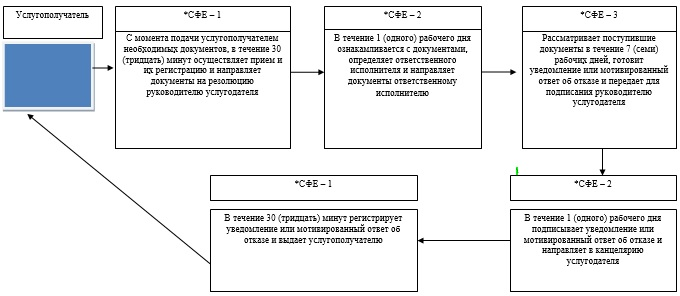 Услугополучатель
*СФЕ – 1
С момента подачи услугополучателем
необходимых документов, в течение 30
(тридцать) минут осуществляет прием и
их регистрацию и направляет
документы на резолюцию
руководителю услугодателя
*СФЕ – 2
В течение 1 (одного) рабочего дня
ознакамливается с документами,
определяет ответственного
исполнителя и направляет
документы ответственному
исполнителю
*СФЕ – 3
Рассматривает поступившие
документы в течение 7 (семи)
рабочих дней, готовит
уведомление или мотивированный
ответ об отказе и передает для
подписания руководителю
услугодателя
*СФЕ – 2
В течение 1 (одного) рабочего дня
подписывает уведомление или
мотивированный ответ об отказе и
направляет в канцелярию
услугодателя
*СФЕ – 1
В течение 30 (тридцать) минут регистрирует
уведомление или мотивированный ответ об
отказе и выдает услугополучателю